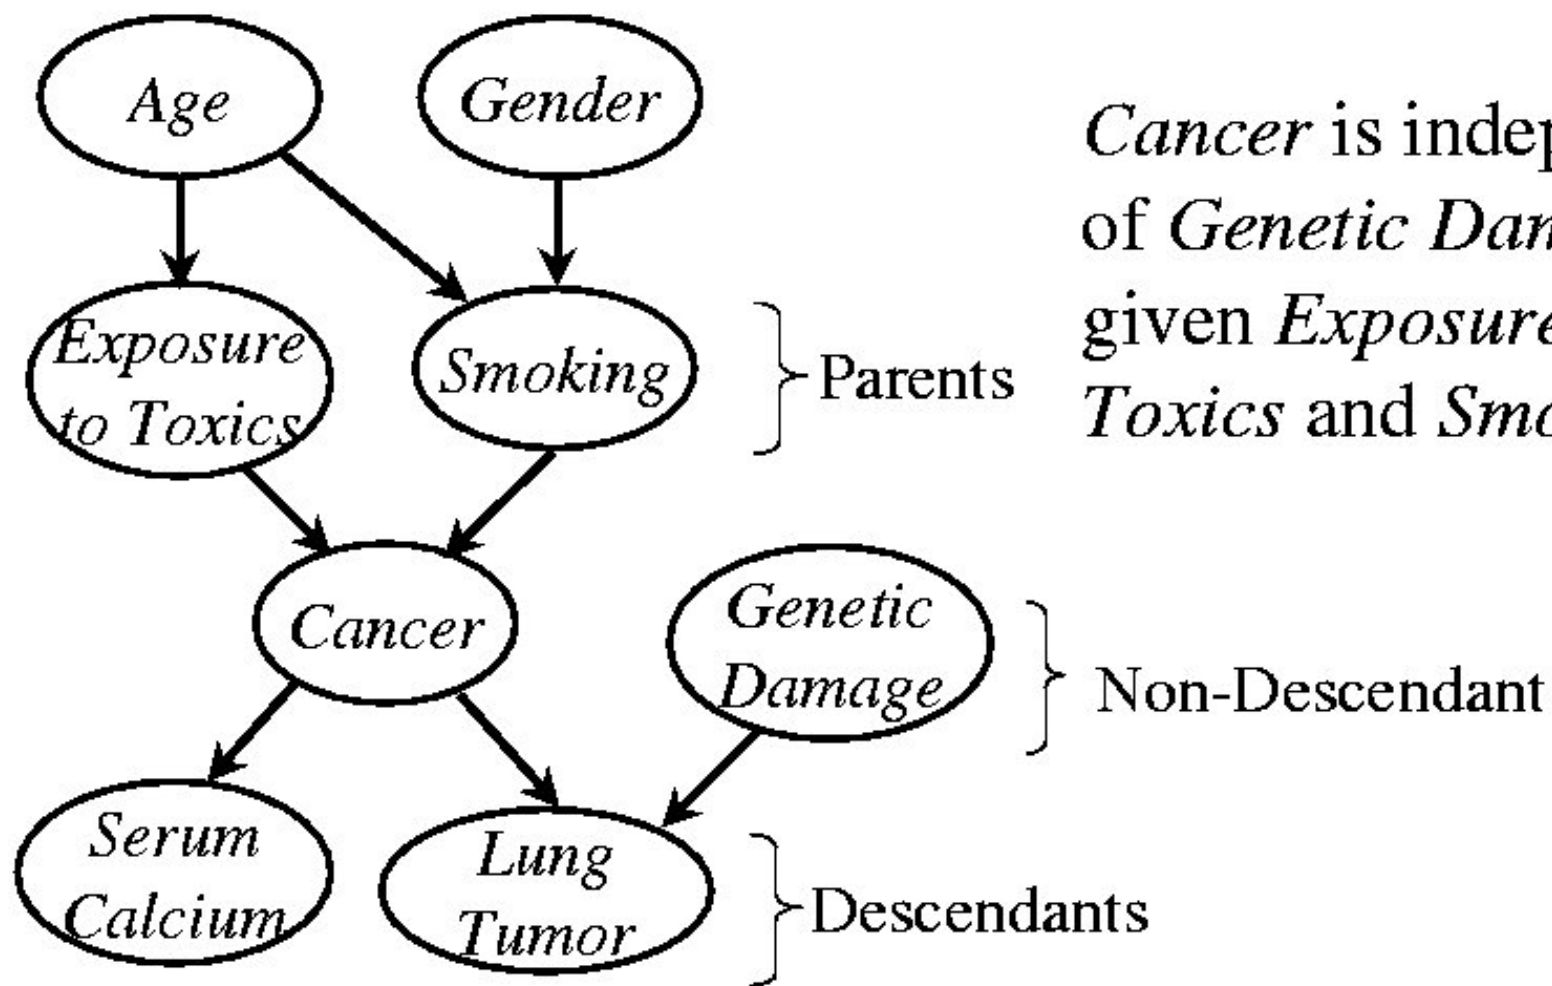 Age
Gender
Cancer is indep
of Genetic Dam
given Exposure
Toxics and Smo
Exposure
to Toxics
Smoking
Parents
Cancer
Genetic
Damage
Non-Descendant
Serum
Calcium
Lung
Tumor
Descendants